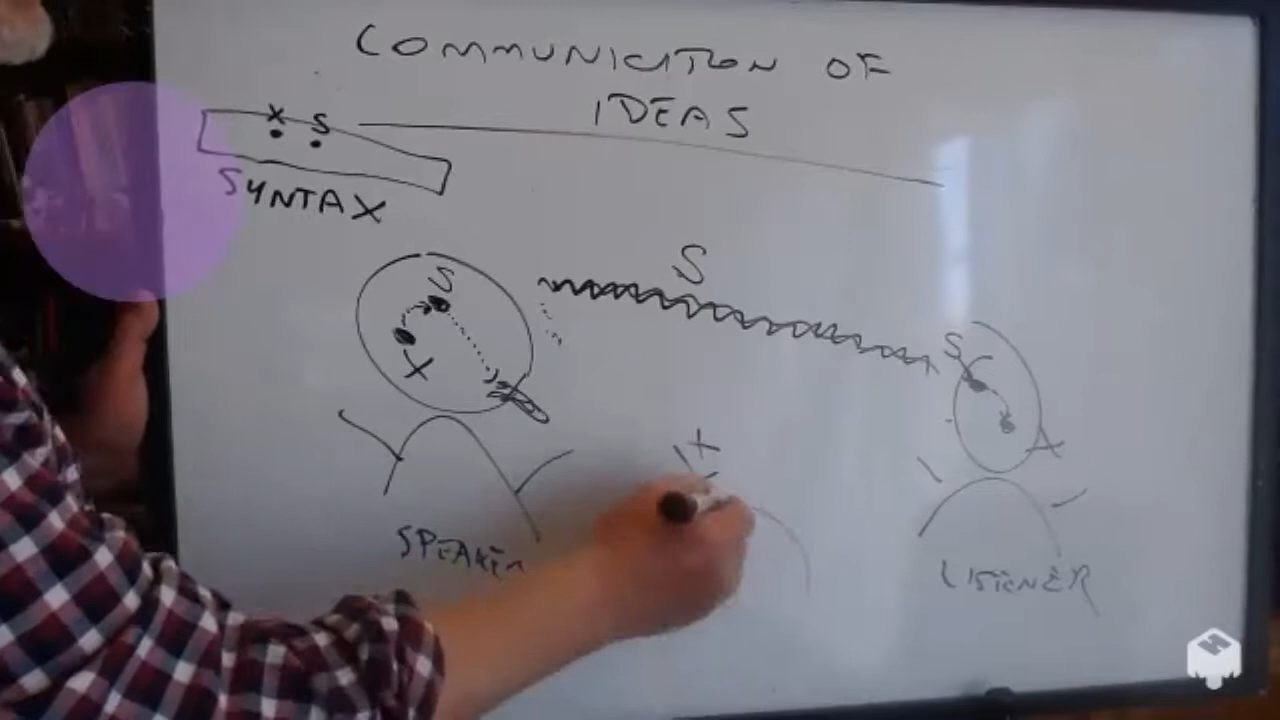 COMMUNICATION OF
IDEAS
X S
SYNTAX
S
S
X
S
X
X
SPEAKER
LISTENER